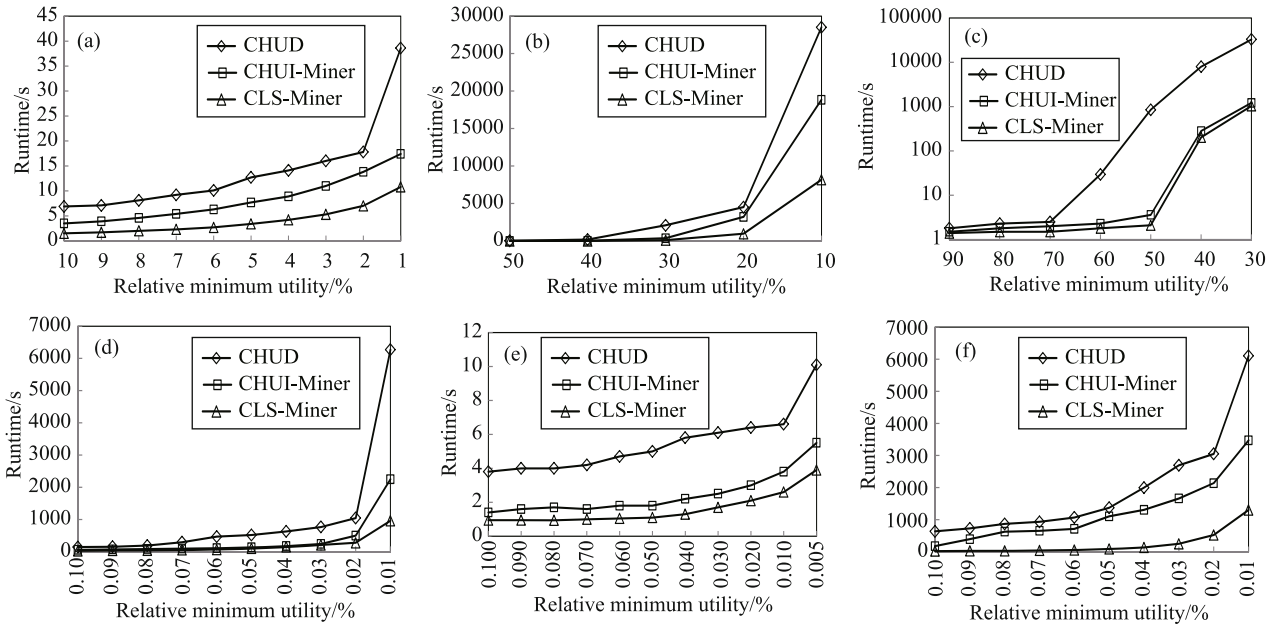 (a)
CHUD
CHUI-Miner
CLS-Miner
Runtime/s
45
40
35
30
25
20
15
10
5
0
10 9 8 7 6 5 4 3 2 1
Relative minimum utility/%
(b)
CHUD
CHUI-Miner
CLS-Miner
Runtime/s
30000
25000
20000
15000
10000
5000
0
50 40 30 20 10
Relative minimum utility/%
(c)
CHUD
CHUI-Miner
CLS-Miner
Runtime/s
100000
10000
1000
100
10
1
90 80 70 60 50 40 30
Relative minimum utility/%
(d)
CHUD
CHUI-Miner
CLS-Miner
Runtime/s
7000
6000
5000
4000
3000
2000
1000
0
0.10 0.09 0.08 0.07 0.06 0.05 0.04 0.03 0.02 0.01
Relative minimum utility/%
(e)
CHUD
CHUI-Miner
CLS-Miner
Runtime/s
12
10
8
6
4
2
0
0.100 0.090 0.080 0.070 0.060 0.050 0.040 0.030 0.020 0.010 0.005
Relative minimum utility/%
(f)
CHUD
CHUI-Miner
CLS-Miner
Runtime/s
7000
6000
5000
4000
3000
2000
1000
0
0.10 0.09 0.08 0.07 0.06 0.05 0.04 0.03 0.02 0.01
Relative minimum utility/%